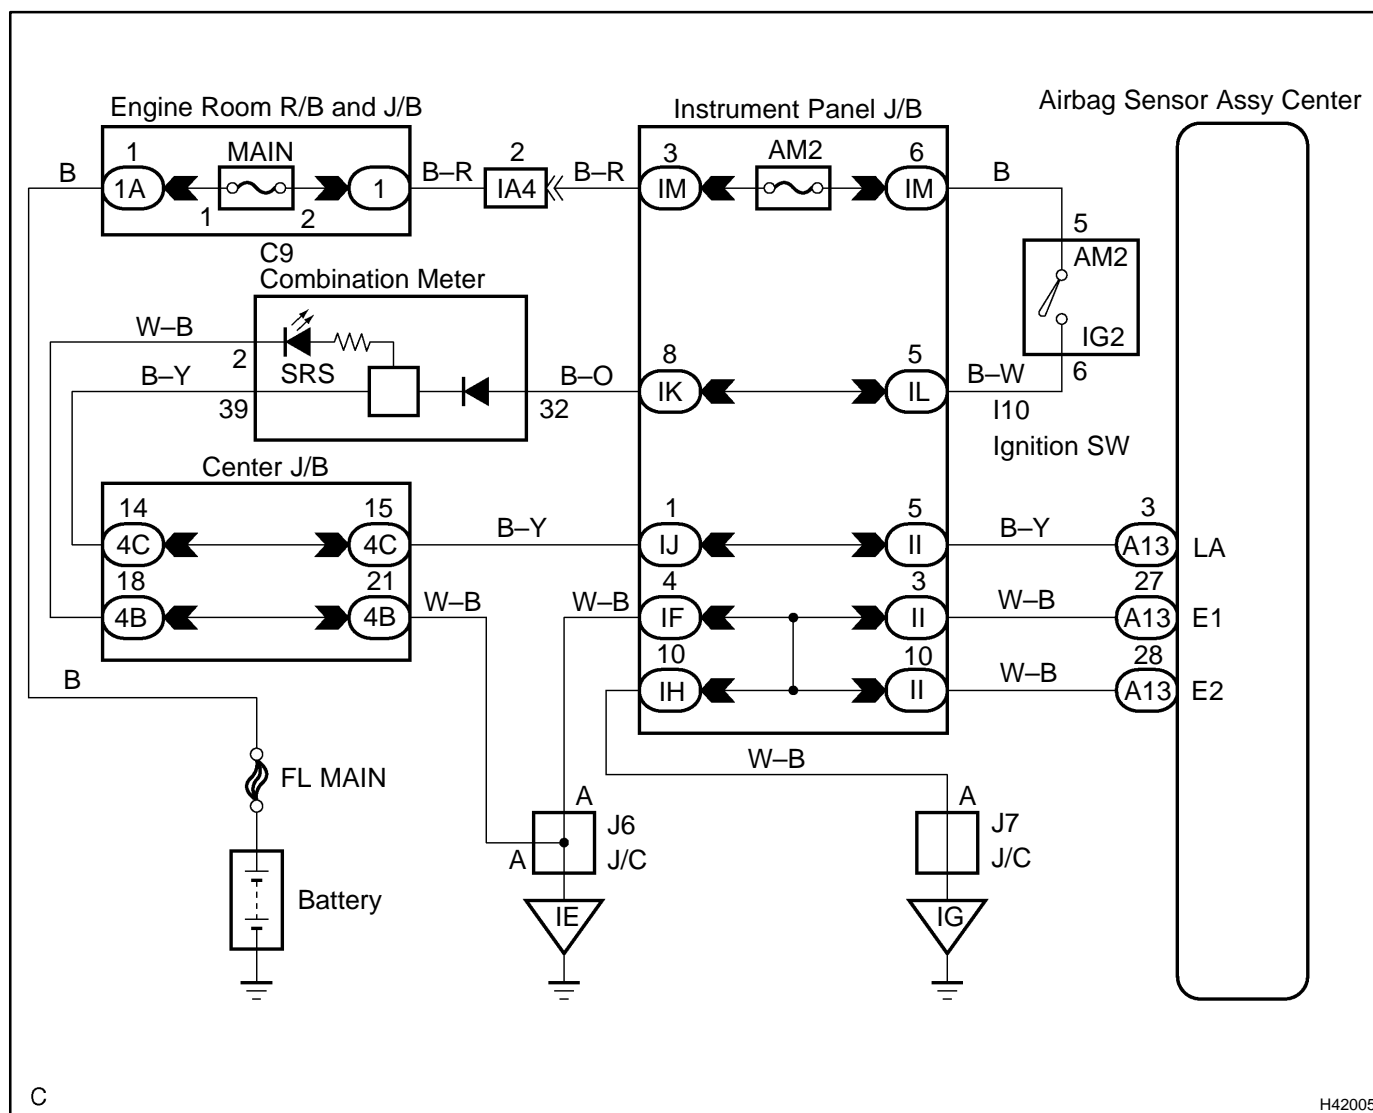 Engine Room R/B and J/B
Instrument Panel J/B
Airbag Sensor Assy Center
1
MAIN
2
3
AM2
6
B
1A
1
B–R
IA4
B–R
IM
IM
B
1
2
5
AM2
IG2
6
C9
Combination Meter
W–B
2
SRS
B–Y
39
B–O
32
8
IK
5
IL
B–W
I10
Ignition SW
Center J/B
14
15
1
5
3
4C
4C
B–Y
IJ
II
B–Y
A13
LA
18
21
4
3
27
4B
4B
W–B
W–B
IF
II
W–B
A13
E1
10
10
28
B
IH
II
W–B
A13
E2
W–B
FL MAIN
A
J6
A
J/C
A
J7
J/C
Battery
IE
IG
C
H42005